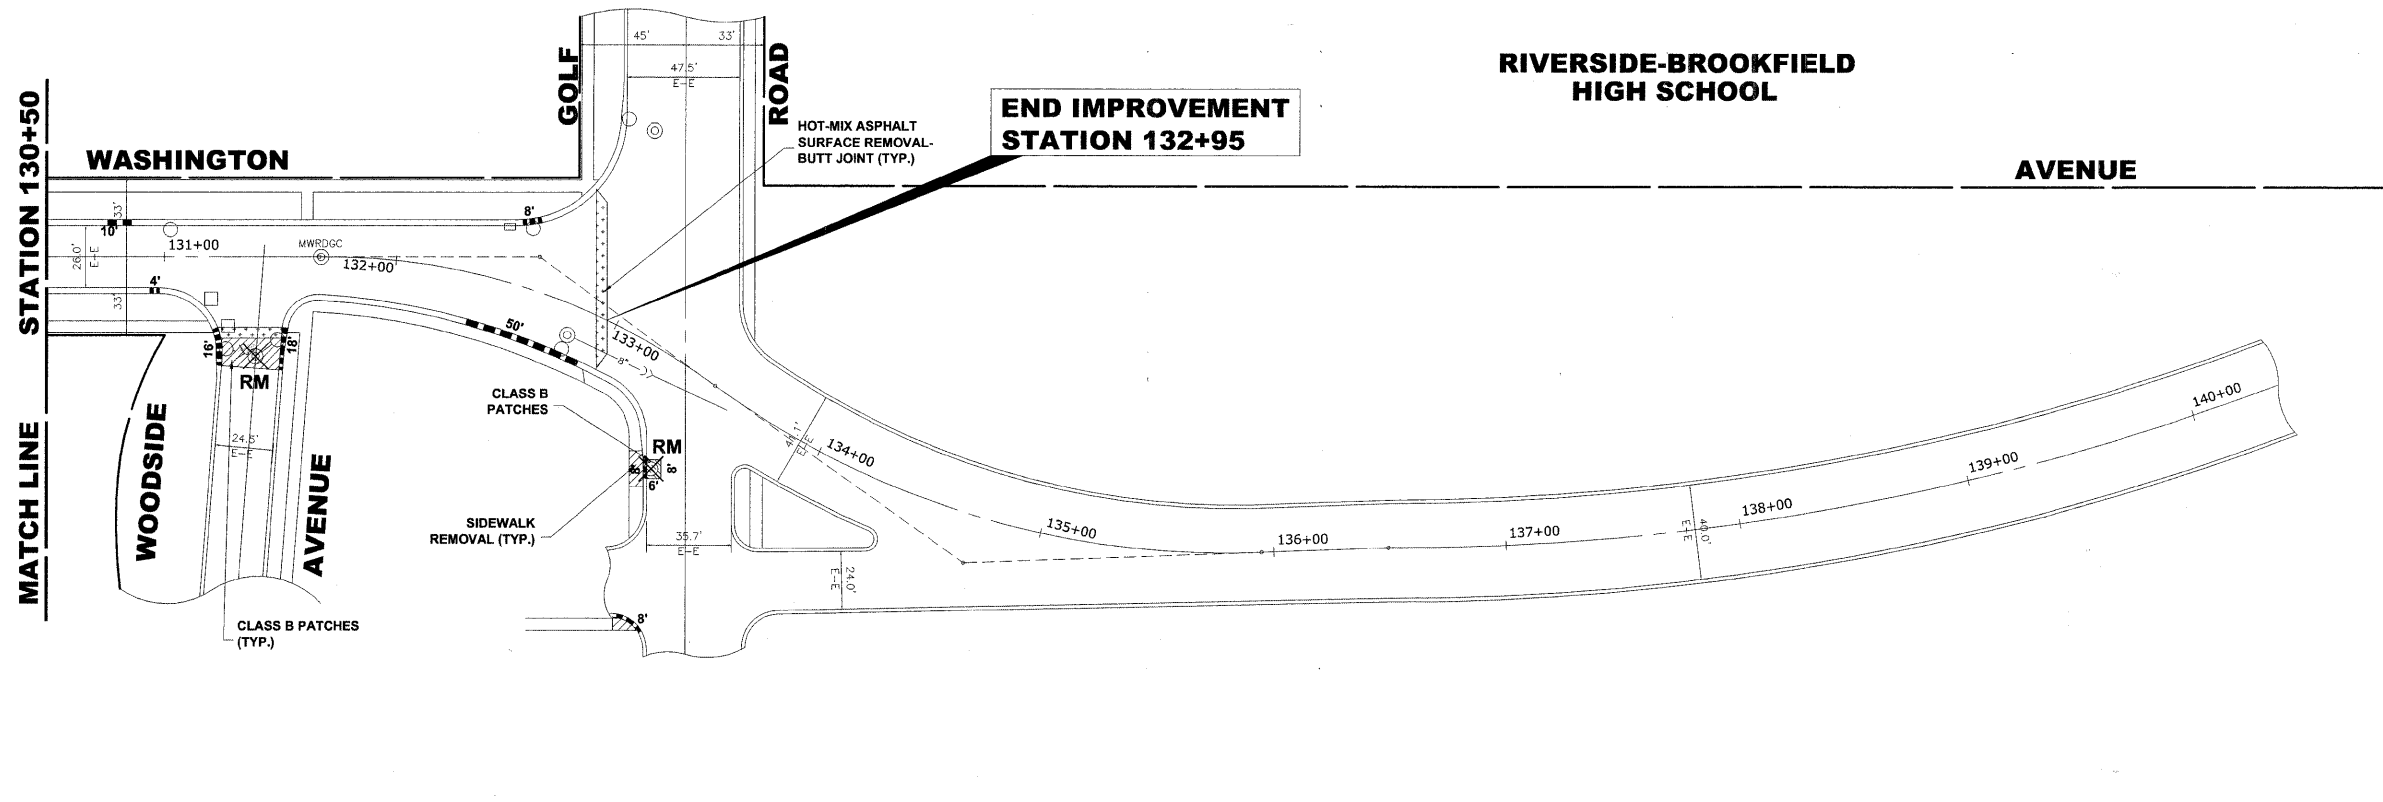 STATION 130+50
MATCH LINE
WASHINGTON
GOLF
ROAD
45'
33'
47.5'
E-E
HOT-MIX ASPHALT
SURFACE REMOVAL-
BUTT JOINT (TYP.)
END IMPROVEMENT
STATION 132+95
RIVERSIDE-BROOKFIELD
HIGH SCHOOL
AVENUE
33'
10'
8'
26.0'
E-E
131+00
MWRDGC
132+00
4'
33'
16'
18'
RM
50'
133+00
8"
CLASS B
PATCHES
WOODSIDE
AVENUE
24.5'
E-E
RM
8'
8'
6'
SIDEWALK
REMOVAL (TYP.)
35.7'
E-E
E-E
134+00
24.0'
E-E
135+00
136+00
137+00
40.0'
E-E
138+00
139+00
140+00
CLASS B PATCHES
(TYP.)
8'